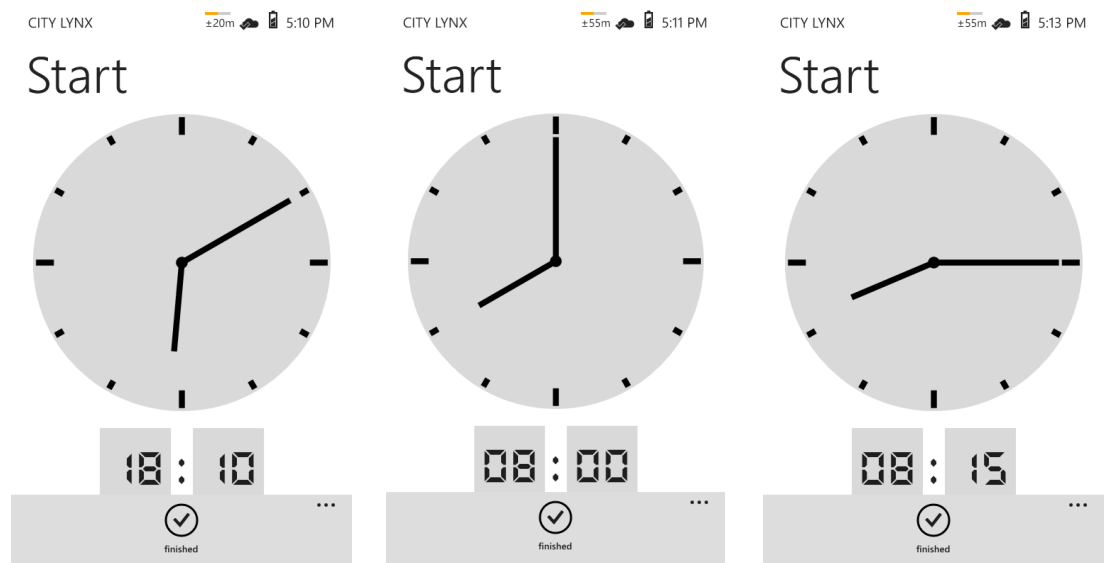 CITY LYNX ±20m 5:10 PM
Start
18 : 10
finished
CITY LYNX ±55m 5:11 PM
Start
08 : 00
finished
CITY LYNX ±55m 5:13 PM
Start
08 : 15
finished